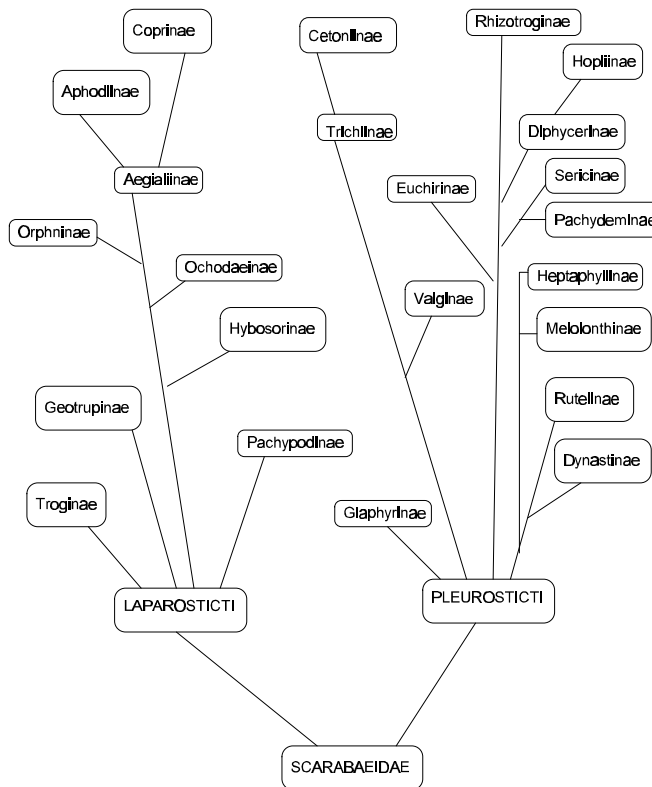 Coprinae
Cetoniinae
Rhizotroginae
Hopliinae
Aphodiinae
Trichiinae
Diphycerinae
Aegialiinae
Euchirinae
Sericinae
Orphninae
Pachydeminae
Ochodaeinae
Heptaphyllinae
Valginae
Hybosorinae
Melolonthinae
Geotrupinae
Rutelinae
Pachypodinae
Dynastinae
Troginae
Glaphyrinae
LAPAROSTICTI
PLEUROSTICTI
SCARABAEIDAE